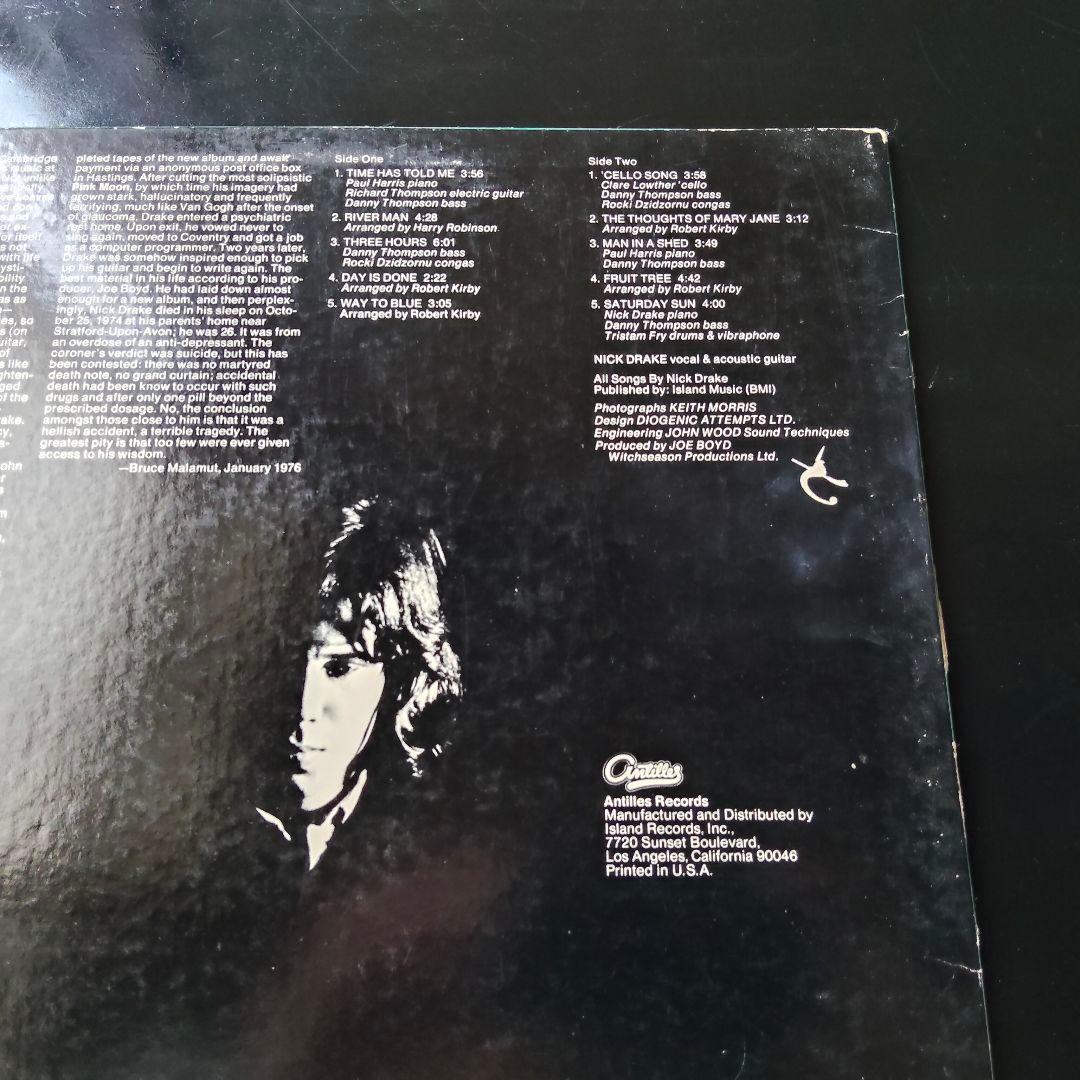 pleted tapes of the new album and await
payment via an anonymous post office box
in Hastings. After cutting the most solipsistic
Pink Moon, by which time his imagery had
grown stark, hallucinatory and frequently
terrifying, much like Van Gogh after the onset
of glaucoma, Drake entered a psychiatric
rest home. Upon exit, he vowed never to
sing again, moved to Coventry and got a job
as a computer programmer. Two years later,
Drake was somehow inspired enough to pick
up his guitar and begin to write again. The
best material in his life according to his pro-
ducer, Joe Boyd. He had laid down almost
enough for a new album, and then perplex-
ingly, Nick Drake died in his sleep on Octo-
ber 25, 1974 at his parents' home near
Stratford-Upon-Avon; he was 26. It was from
an overdose of an anti-depressant. The
coroner's verdict was suicide, but this has
been contested: there was no martyred
death note, no grand curtain; accidental
death had been know to occur with such
drugs and after only one pill beyond the
prescribed dosage. No, the conclusion
amongst those close to him is that it was a
hellish accident, a terrible tragedy. The
greatest pity is that too few were ever given
access to his wisdom.
—Bruce Malamut, January 1976
Side One
1. TIME HAS TOLD ME 3:56
Paul Harris piano
Richard Thompson electric guitar
Danny Thompson bass
2. RIVER MAN 4:28
Arranged by Harry Robinson
3. THREE HOURS 6:01
Danny Thompson bass
Rocki Dzidzornu congas
4. DAY IS DONE 2:22
Arranged by Robert Kirby
5. WAY TO BLUE 3:05
Arranged by Robert Kirby
Side Two
1. 'CELLO SONG 3:58
Clare Lowther 'cello
Danny Thompson bass
Rocki Dzidzornu congas
2. THE THOUGHTS OF MARY JANE 3:12
Arranged by Robert Kirby
3. MAN IN A SHED 3:49
Paul Harris piano
Danny Thompson bass
4. FRUIT TREE 4:42
Arranged by Robert Kirby
5. SATURDAY SUN 4:00
Nick Drake piano
Danny Thompson bass
Tristam Fry drums & vibraphone
NICK DRAKE vocal & acoustic guitar
All Songs By Nick Drake
Published by: Island Music (BMI)
Photographs KEITH MORRIS
Design DIOGENIC ATTEMPTS LTD.
Engineering JOHN WOOD Sound Techniques
Produced by JOE BOYD
Witchseason Productions Ltd.
Antilles
Antilles Records
Manufactured and Distributed by
Island Records, Inc.,
7720 Sunset Boulevard,
Los Angeles, California 90046
Printed in U.S.A.